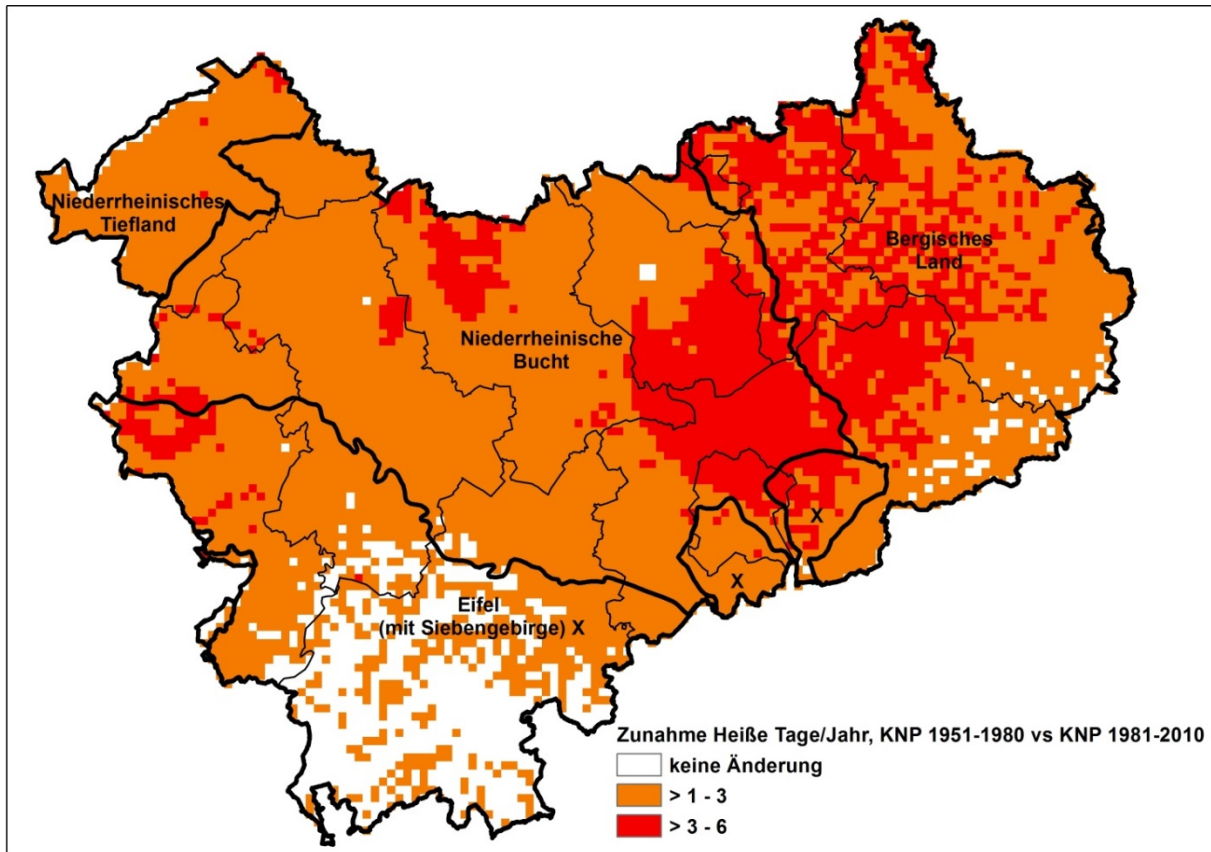 Niederrheinisches
Tiefland
Bergisches
Land
Niederrheinische
Bucht
X
X
Eifel
(mit Siebengebirge) X
Zunahme Heiße Tage/Jahr, KNP 1951-1980 vs KNP 1981-2010
keine Änderung
> 1 - 3
> 3 - 6